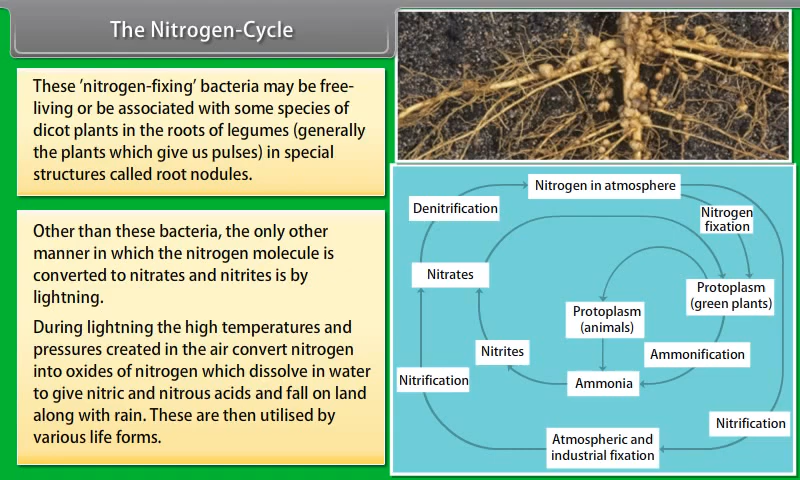 The Nitrogen-Cycle
These 'nitrogen-fixing' bacteria may be free-
living or be associated with some species of
dicot plants in the roots of legumes (generally
the plants which give us pulses) in special
structures called root nodules.
Other than these bacteria, the only other
manner in which the nitrogen molecule is
converted to nitrates and nitrites is by
lightning.
During lightning the high temperatures and
pressures created in the air convert nitrogen
into oxides of nitrogen which dissolve in water
to give nitric and nitrous acids and fall on land
along with rain. These are then utilised by
various life forms.
Nitrogen in atmosphere
Denitrification
Nitrogen
fixation
Nitrates
Protoplasm
(green plants)
Protoplasm
(animals)
Nitrites
Ammonification
Nitrification
Ammonia
Nitrification
Atmospheric and
industrial fixation